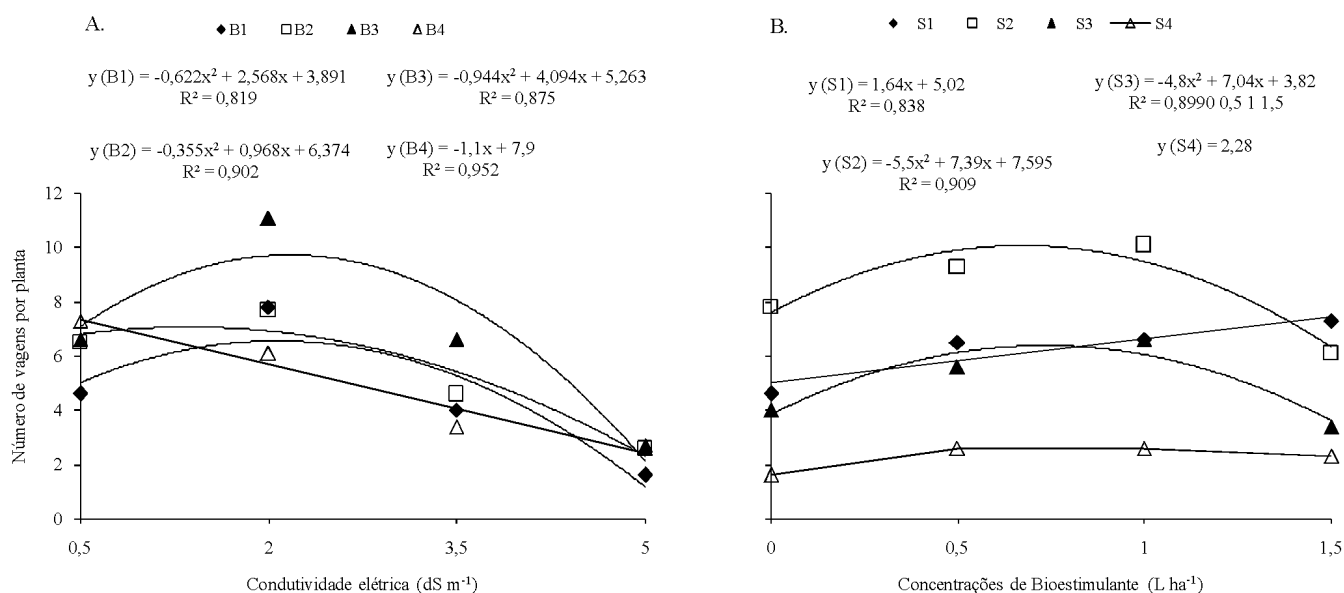 A.
B1 B2 B3 B4
y (B1) = -0,622x² + 2,568x + 3,891
R² = 0,819
y (B3) = -0,944x² + 4,094x + 5,263
R² = 0,875
y (B2) = -0,355x² + 0,968x + 6,374
R² = 0,902
y (B4) = -1,1x + 7,9
R² = 0,952
Número de vagens por planta
12
10
8
6
4
2
0
0,5 2 3,5 5
Condutividade elétrica (dS m⁻¹)
B.
S1 S2 S3 S4
y (S1) = 1,64x + 5,02
R² = 0,838
y (S3) = -4,8x² + 7,04x + 3,82
R² = 0,8990 0,5 1 1,5
y (S2) = -5,5x² + 7,39x + 7,595
R² = 0,909
y (S4) = 2,28
0 0,5 1 1,5
Concentrações de Bioestimulante (L ha⁻¹)